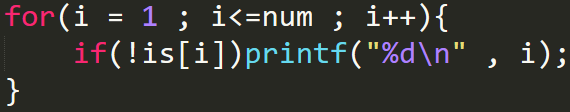 for(i = 1 ; i<=num ; i++){
    if(!is[i])printf("%d\n" , i);
}